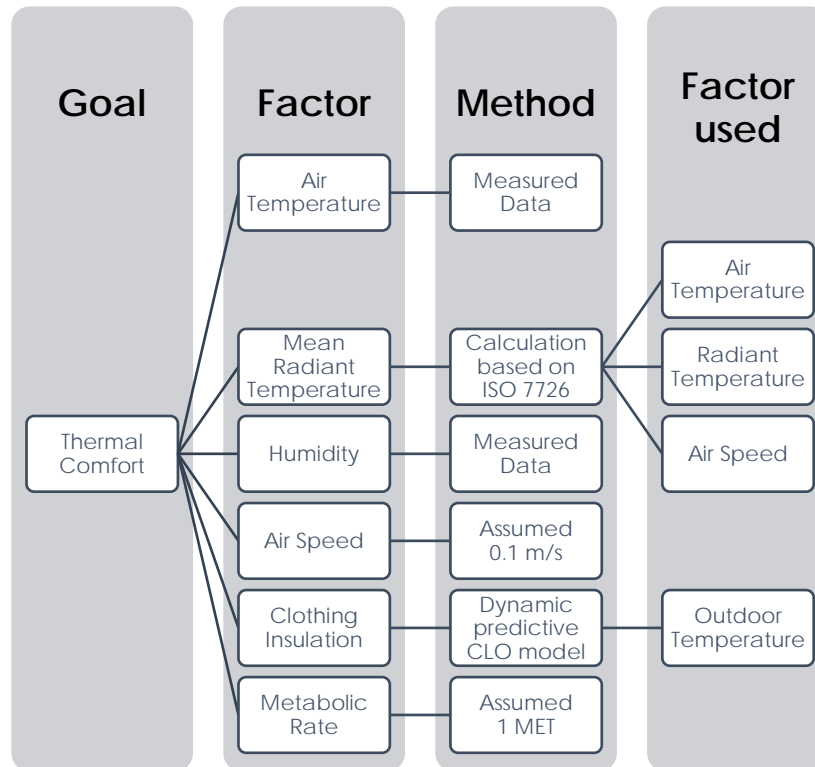 Goal
Factor
Method
Factor
used
Air
Temperature
Measured
Data
Air
Temperature
Mean
Radiant
Temperature
Calculation
based on
ISO 7726
Radiant
Temperature
Thermal
Comfort
Humidity
Measured
Data
Air Speed
Air Speed
Assumed
0.1 m/s
Clothing
Insulation
Dynamic
predictive
CLO model
Outdoor
Temperature
Metabolic
Rate
Assumed
1 MET